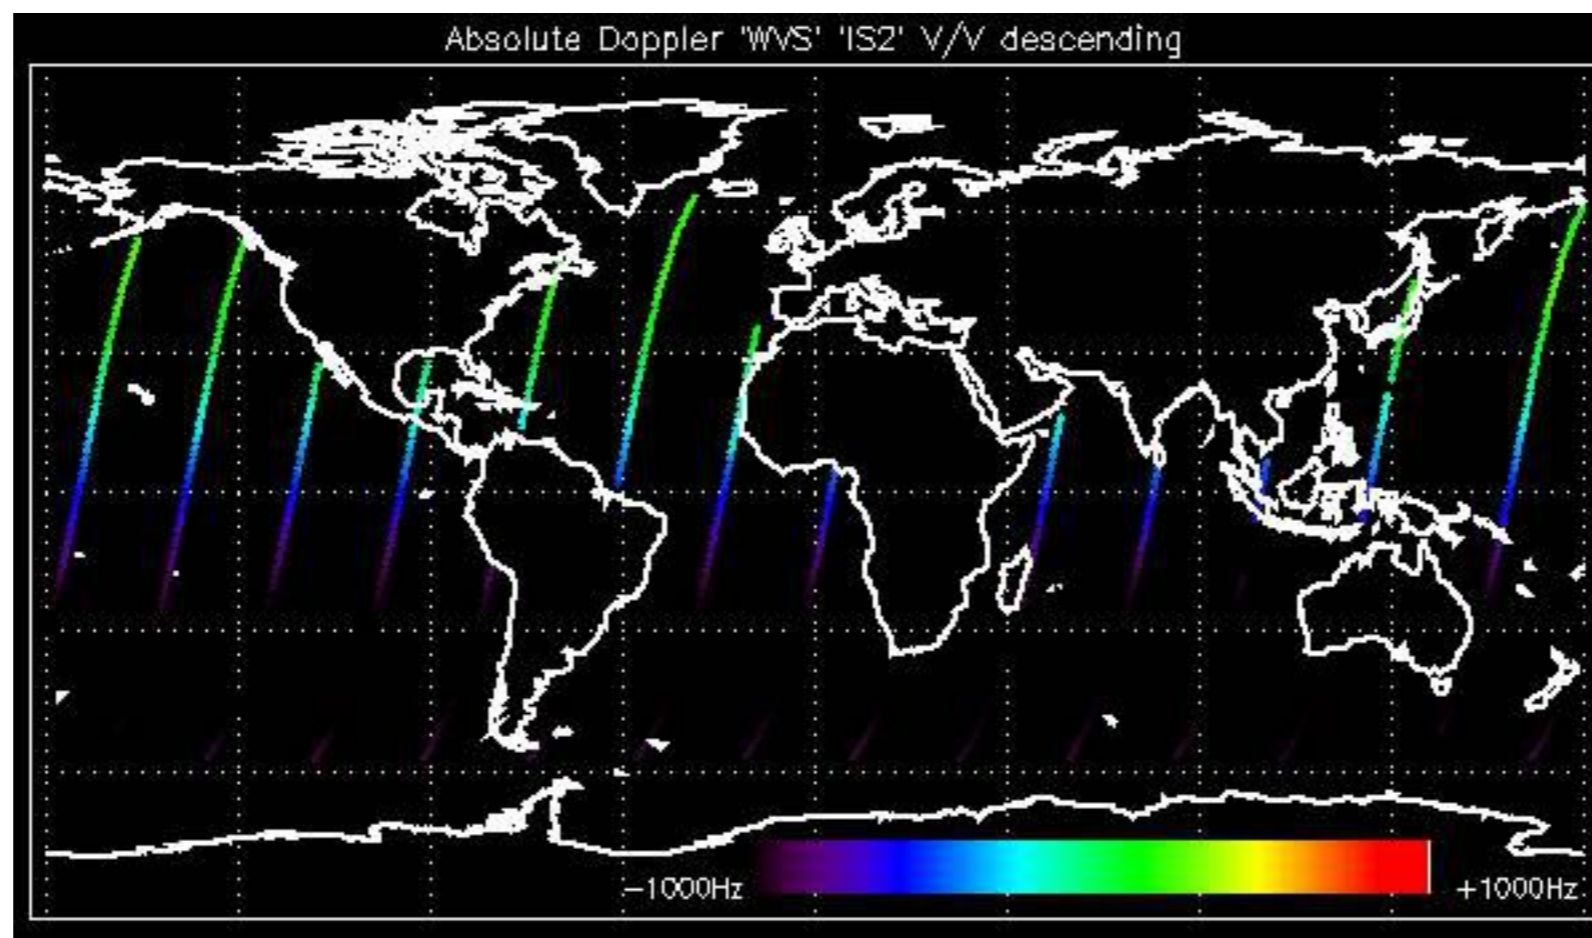 Absolute Doppler 'WVS' 'IS2' V/V descending
−1000Hz +1000Hz